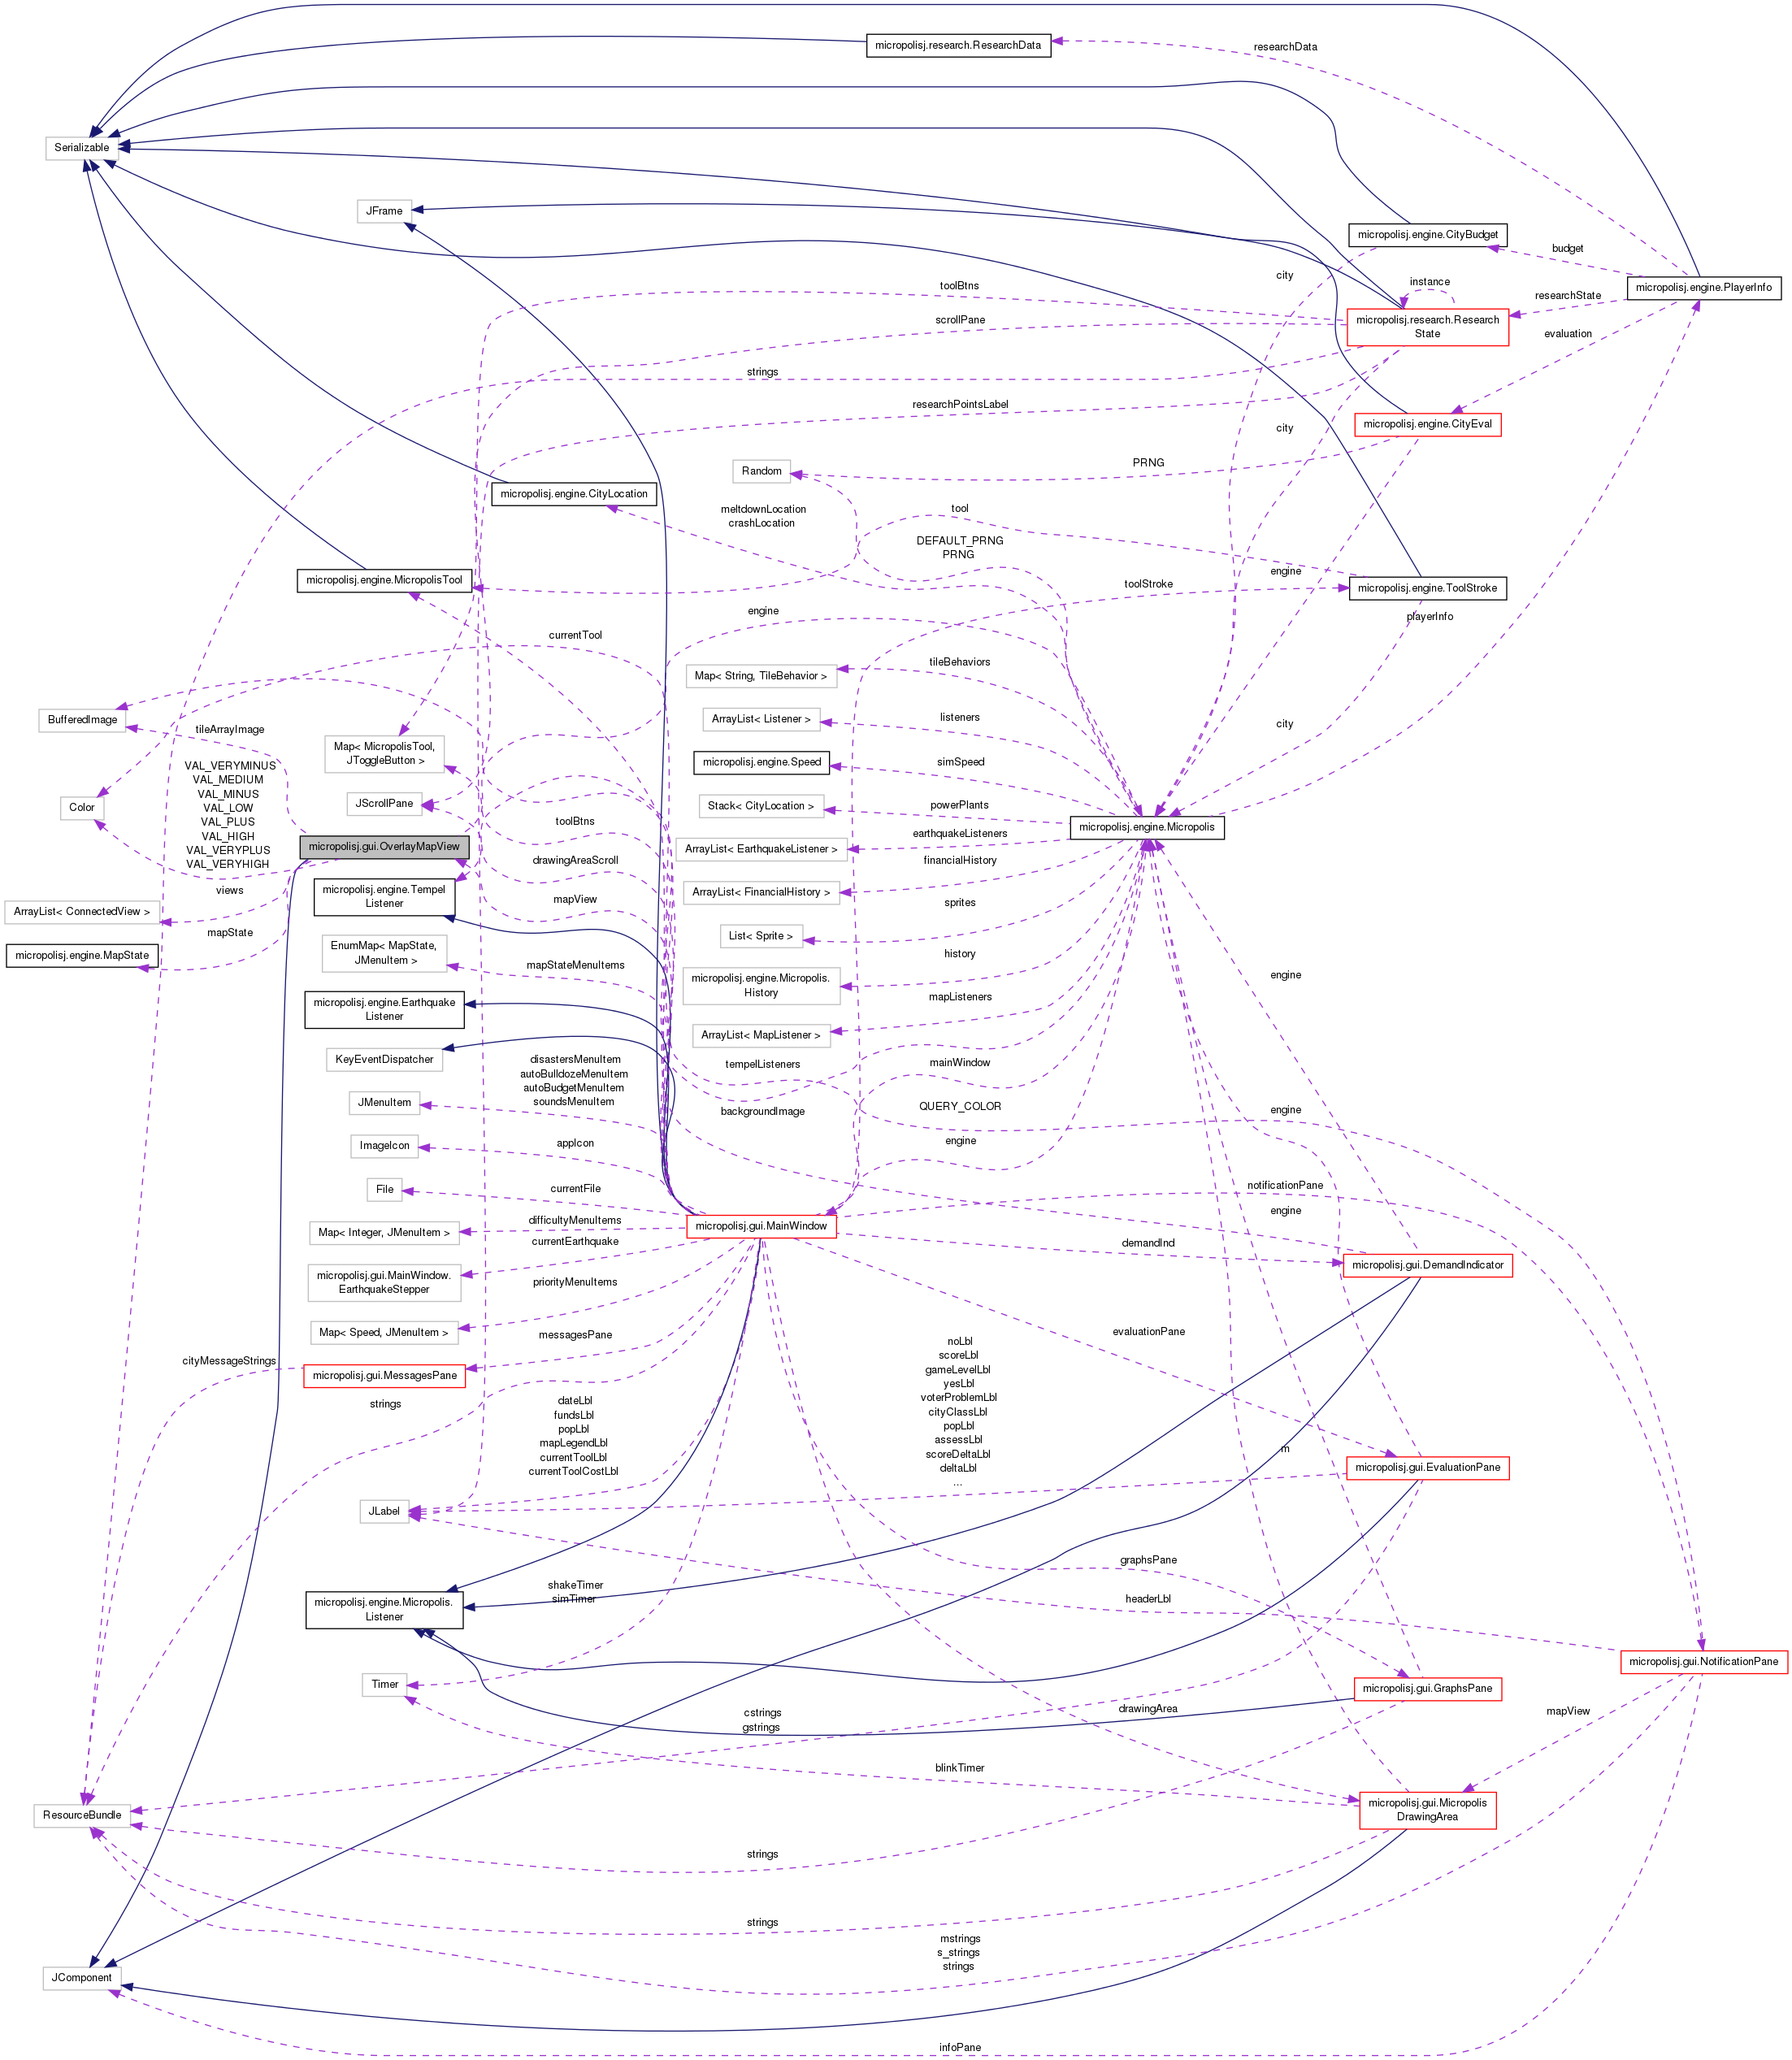 researchData
micropolisj.research.ResearchData
Serializable
JFrame
micropolisj.engine.CityBudget
budget
city
instance
toolBtns
micropolisj.engine.PlayerInfo
researchState
scrollPane
micropolisj.research.Research
State
evaluation
strings
researchPointsLabel
micropolisj.engine.CityEval
city
PRNG
Random
micropolisj.engine.CityLocation
meltdownLocation
crashLocation
tool
DEFAULT_PRNG
PRNG
engine
micropolisj.engine.MicropolisTool
toolStroke
micropolisj.engine.ToolStroke
engine
playerInfo
currentTool
tileBehaviors
Map< String, TileBehavior >
BufferedImage
tileArrayImage
ArrayList< Listener >
listeners
city
Map< MicropolisTool,
JToggleButton >
micropolisj.engine.Speed
simSpeed
VAL_VERYMINUS
VAL_MEDIUM
VAL_MINUS
VAL_LOW
VAL_PLUS
VAL_HIGH
VAL_VERYPLUS
VAL_VERYHIGH
Color
JScrollPane
Stack< CityLocation >
powerPlants
micropolisj.engine.Micropolis
toolBtns
micropolisj.gui.OverlayMapView
ArrayList< EarthquakeListener >
earthquakeListeners
drawingAreaScroll
financialHistory
views
micropolisj.engine.Tempel
Listener
mapView
ArrayList< FinancialHistory >
sprites
ArrayList< ConnectedView >
mapState
List< Sprite >
micropolisj.engine.MapState
EnumMap< MapState,
JMenuItem >
mapStateMenuItems
history
micropolisj.engine.Micropolis.
History
engine
micropolisj.engine.Earthquake
Listener
mapListeners
ArrayList< MapListener >
KeyEventDispatcher
disastersMenuItem
autoBulldozeMenuItem
autoBudgetMenuItem
soundsMenuItem
tempelListeners
mainWindow
JMenuItem
backgroundImage
QUERY_COLOR
engine
ImageIcon
appIcon
engine
File
currentFile
notificationPane
engine
Map< Integer, JMenuItem >
difficultyMenuItems
micropolisj.gui.MainWindow
currentEarthquake
demandInd
micropolisj.gui.DemandIndicator
micropolisj.gui.MainWindow.
EarthquakeStepper
priorityMenuItems
Map< Speed, JMenuItem >
messagesPane
evaluationPane
cityMessageStrings
micropolisj.gui.MessagesPane
noLbl
scoreLbl
gameLevelLbl
yesLbl
voterProblemLbl
cityClassLbl
popLbl
assessLbl
scoreDeltaLbl
deltaLbl
...
strings
dateLbl
fundsLbl
popLbl
mapLegendLbl
currentToolLbl
currentToolCostLbl
m
micropolisj.gui.EvaluationPane
JLabel
graphsPane
shakeTimer
simTimer
micropolisj.engine.Micropolis.
Listener
headerLbl
micropolisj.gui.NotificationPane
Timer
micropolisj.gui.GraphsPane
cstrings
gstrings
drawingArea
mapView
blinkTimer
ResourceBundle
micropolisj.gui.Micropolis
DrawingArea
strings
strings
mstrings
s_strings
strings
JComponent
infoPane